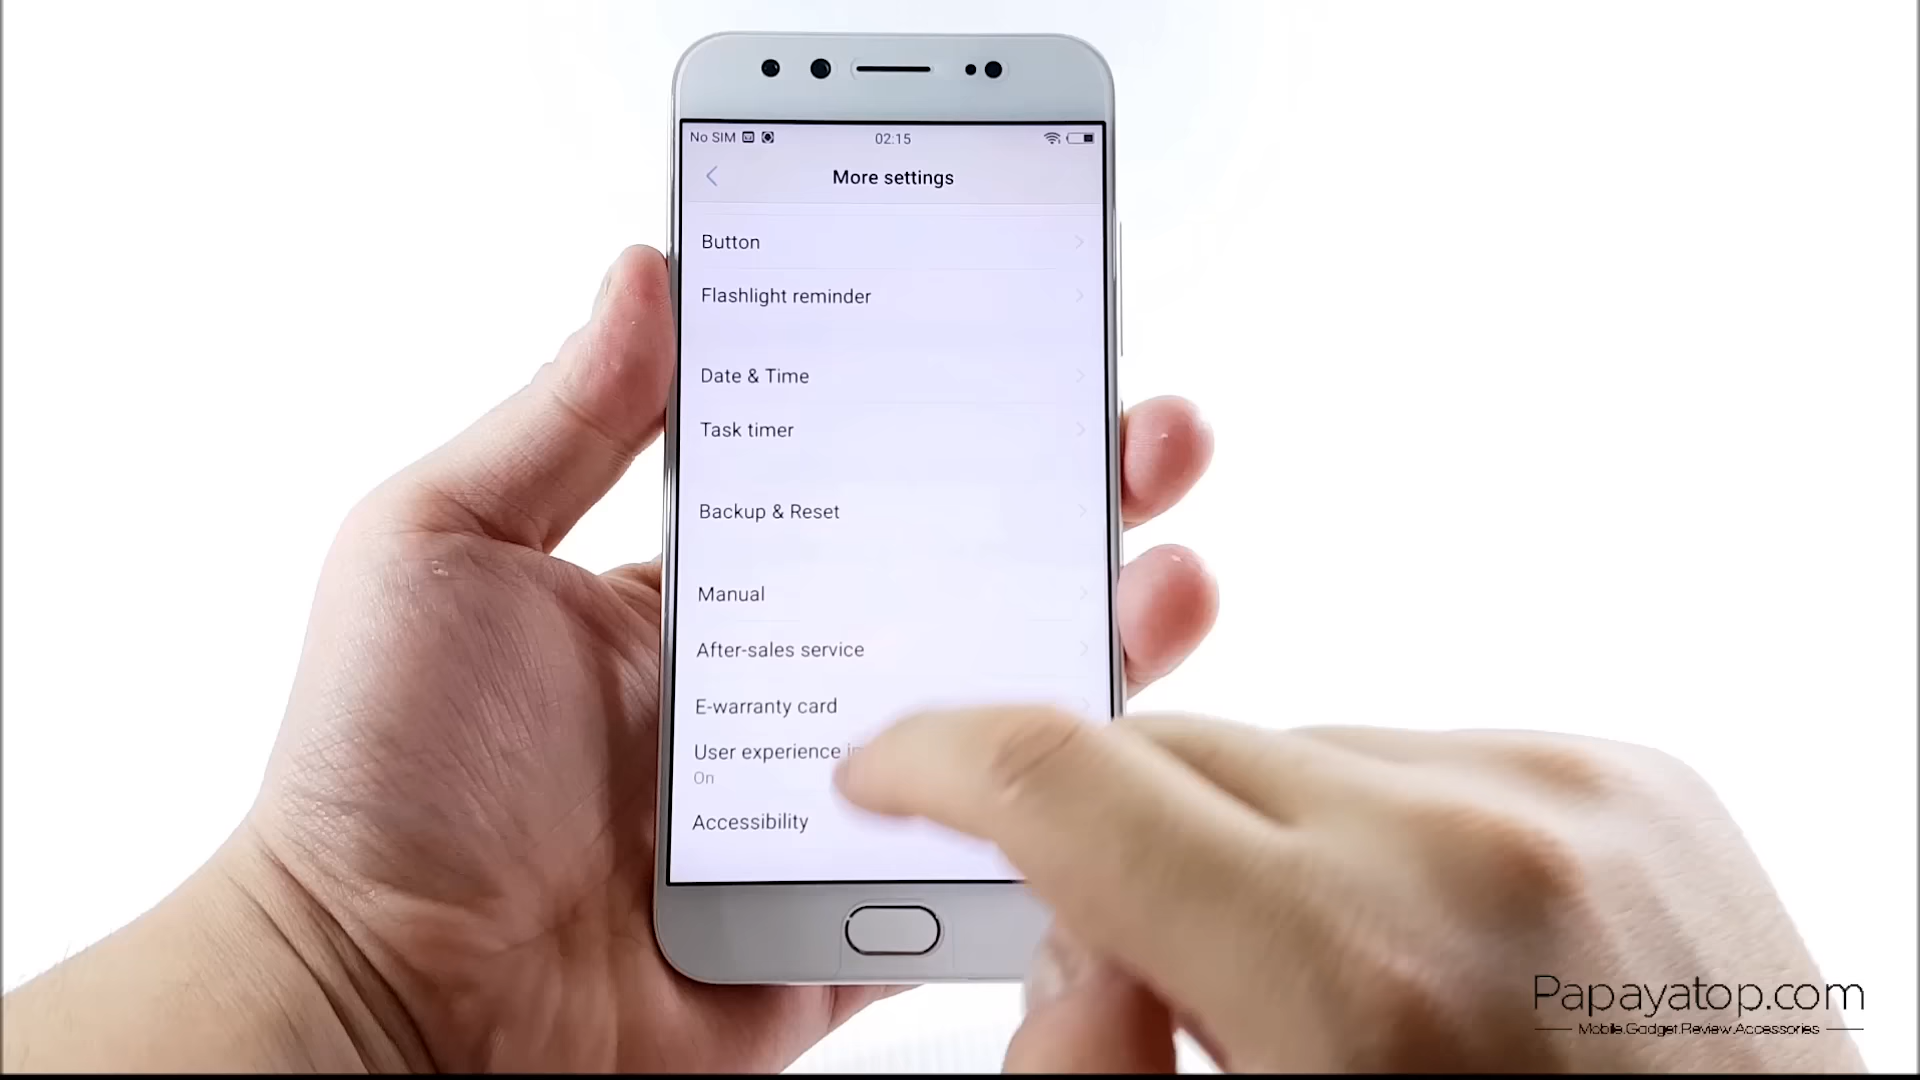 No SIM
02:15
More settings
Button
Flashlight reminder
Date & Time
Task timer
Backup & Reset
Manual
After-sales service
E-warranty card
User experience
On
Accessibility
Papayatop.com
Mobile.Gadget.Review.Accessories